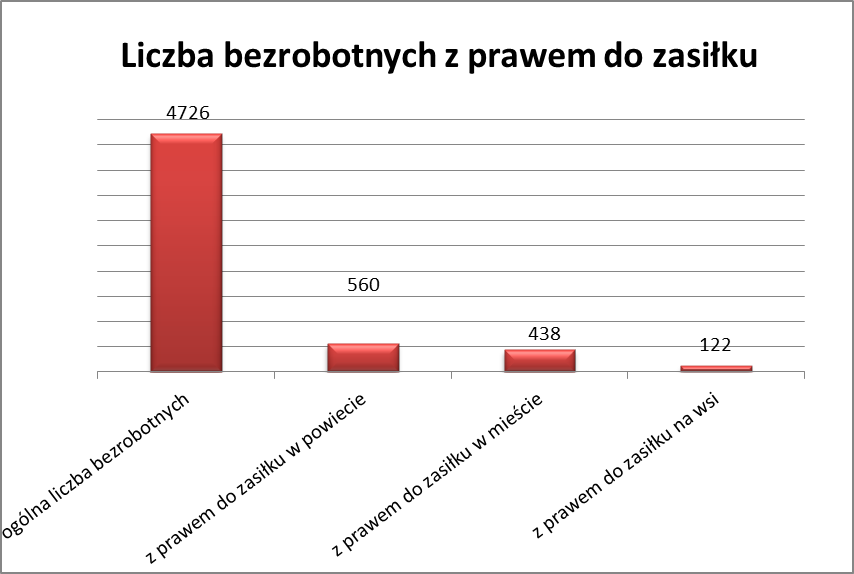 Liczba bezrobotnych z prawem do zasiłku
4726
560
438
122
ogólna liczba bezrobotnych
z prawem do zasiłku w powiecie
z prawem do zasiłku w mieście
z prawem do zasiłku na wsi